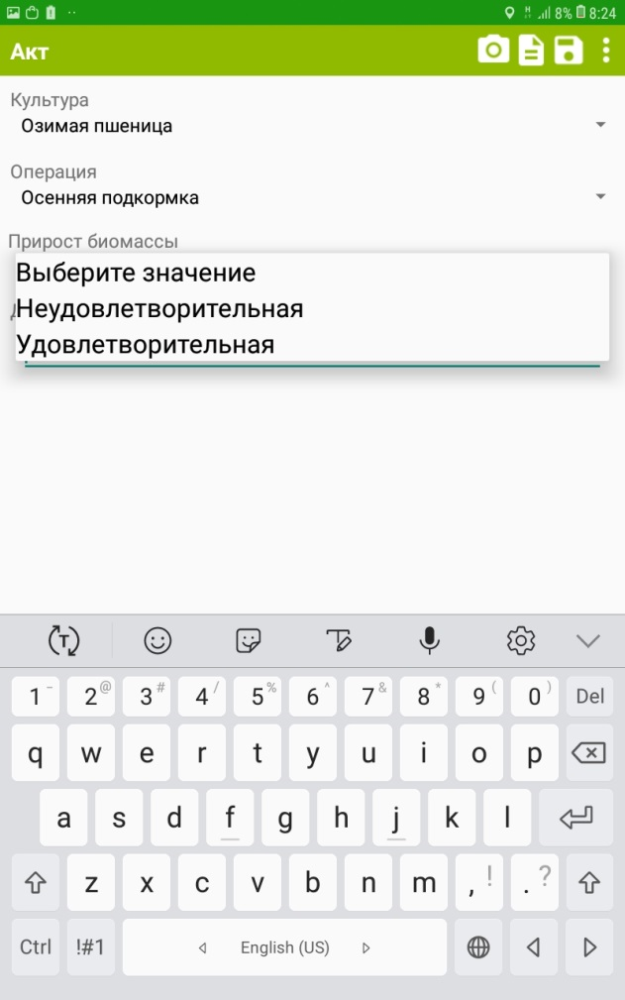 8% 8:24
Акт
Культура
Озимая пшеница
Операция
Осенняя подкормка
Прирост биомассы
Выберите значение
Неудовлетворительная
Удовлетворительная
T T
1 - 2 @ 3 # 4 / 5 % 6 ^ 7 & 8 * 9 ( 0 ) Del
q w e r t y u i o p
a s d f g h j k l
z x c v b n m , ! . ?
Ctrl !#1 English (US)